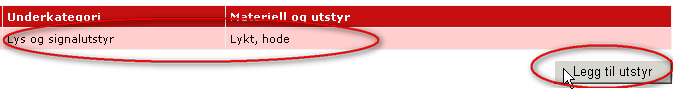 Underkategori Materiell og utstyr
Lys og signalutstyr Lykt, hode
Legg til utstyr